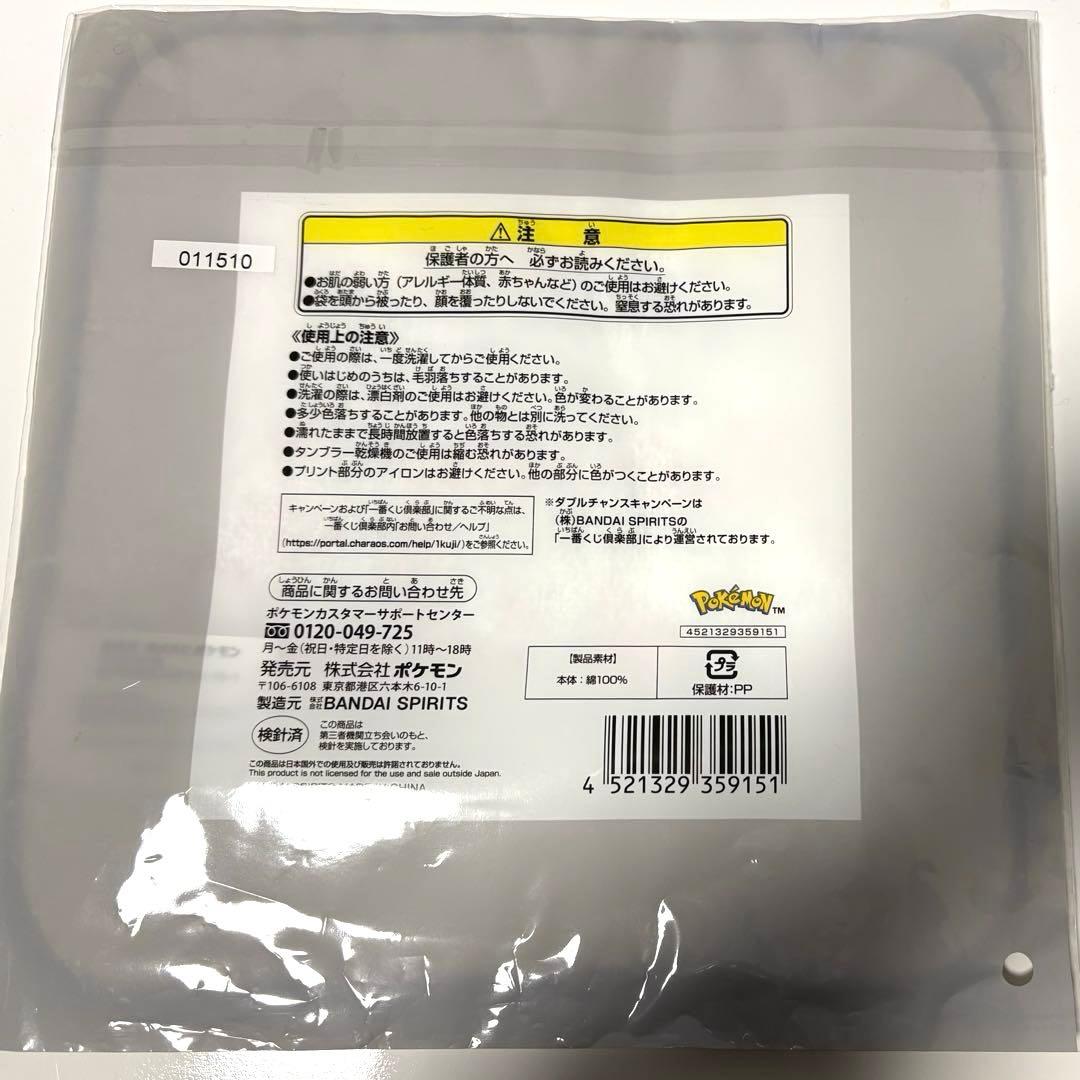 011510
⚠注 意
保護者の方へ 必ずお読みください。
●お肌の弱い方(アレルギー体質、赤ちゃんなど)のご使用はお避けください。
●袋を頭から被ったり、顔を覆ったりしないでください。窒息する恐れがあります。
《使用上の注意》
●ご使用の際は、一度洗濯してからご使用ください。
●使いはじめのうちは、毛羽落ちすることがあります。
●洗濯の際は、漂白剤のご使用はお避けください。色が変わることがあります。
●多少色落ちすることがあります。他の物とは別に洗ってください。
●濡れたままで長時間放置すると色落ちする恐れがあります。
●タンブラー乾燥機のご使用は縮む恐れがあります。
●プリント部分のアイロンはお避けください。他の部分に色がつくことがあります。
キャンペーンおよび「一番くじ倶楽部」に関するご不明な点は、
一番くじ倶楽部内「お問い合わせ/ヘルプ」
(https://portal.charaos.com/help/1kuji/)をご参照ください。
※ダブルチャンスキャンペーンは
(株)BANDAI SPIRITSの
「一番くじ倶楽部」により運営されております。
商品に関するお問い合わせ先
ポケモンカスタマーサポートセンター
0120-049-725
月〜金(祝日・特定日を除く)11時〜18時
発売元 株式会社ポケモン
〒106-6108 東京都港区六本木6-10-1
製造元 株式会社BANDAI SPIRITS
検針済
この商品は
第三者機関立ち会いのもと、
検針を実施しております。
この商品は日本国外での使用及び販売は許諾されておりません。
This product is not licensed for the use and sale outside Japan.
POKÉMON™
4521329359151
【製品素材】
本体:綿100%
プラ
保護材:PP
4 521329 359151